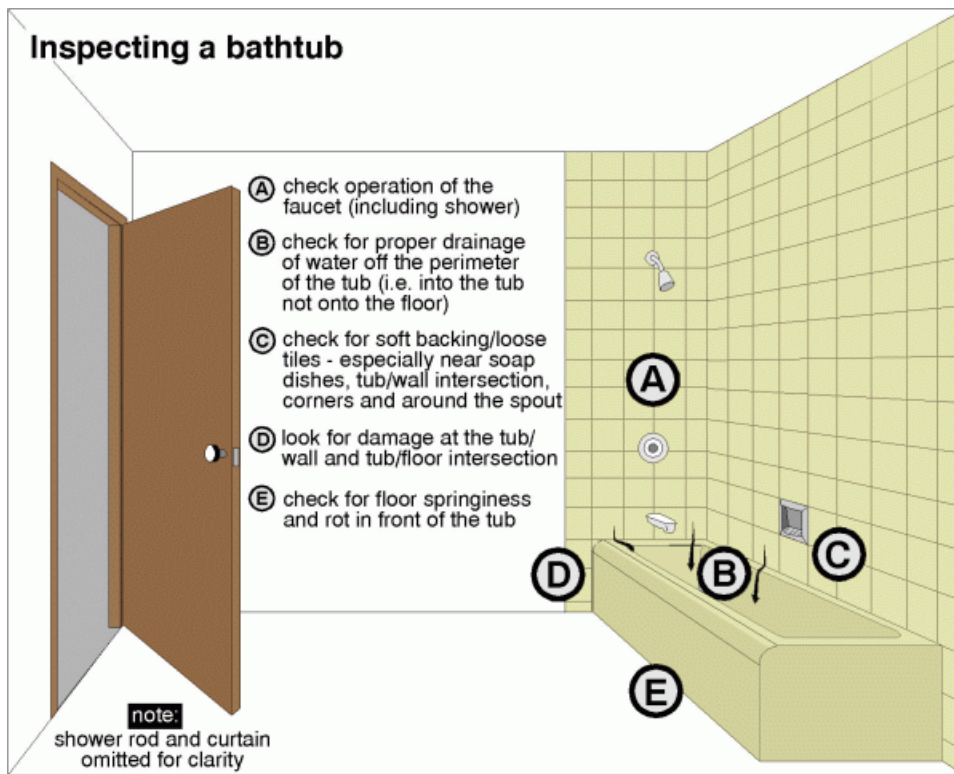 Inspecting a bathtub
A check operation of the
faucet (including shower)
B check for proper drainage
of water off the perimeter
of the tub (i.e. into the tub
not onto the floor)
C check for soft backing/loose
tiles - especially near soap
dishes, tub/wall intersection,
corners and around the spout
D look for damage at the tub/
wall and tub/floor intersection
E check for floor springiness
and rot in front of the tub
A
B
C
D
E
note:
shower rod and curtain
omitted for clarity